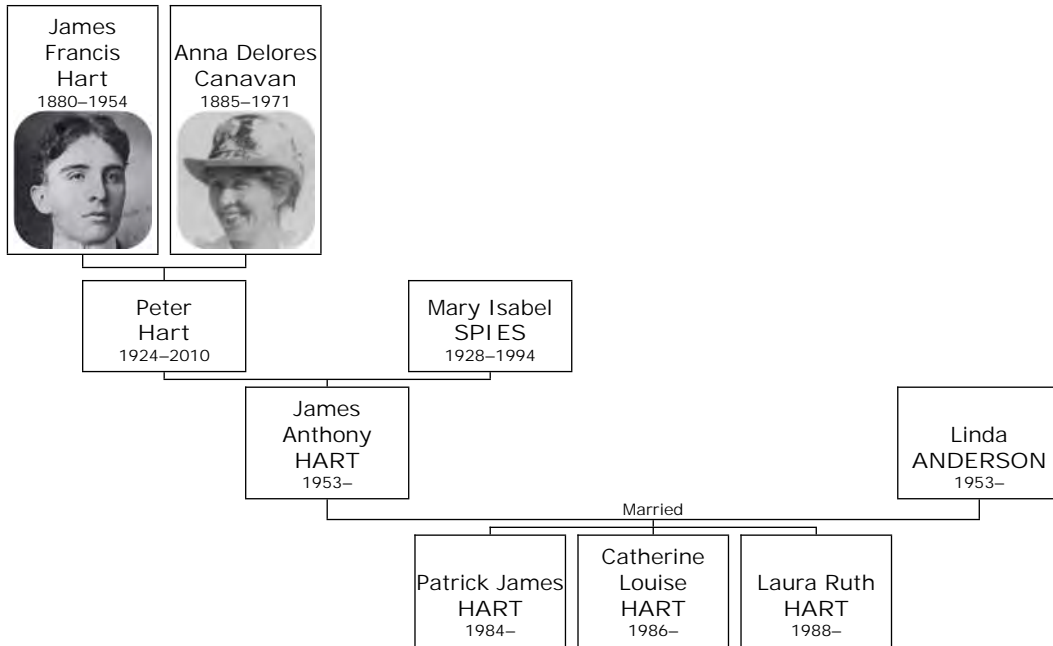 James
Francis
Hart
1880–1954
Anna Delores
Canavan
1885–1971
Peter
Hart
1924–2010
Mary Isabel
SPIES
1928–1994
James
Anthony
HART
1953–
Linda
ANDERSON
1953–
Married
Patrick James
HART
1984–
Catherine
Louise
HART
1986–
Laura Ruth
HART
1988–